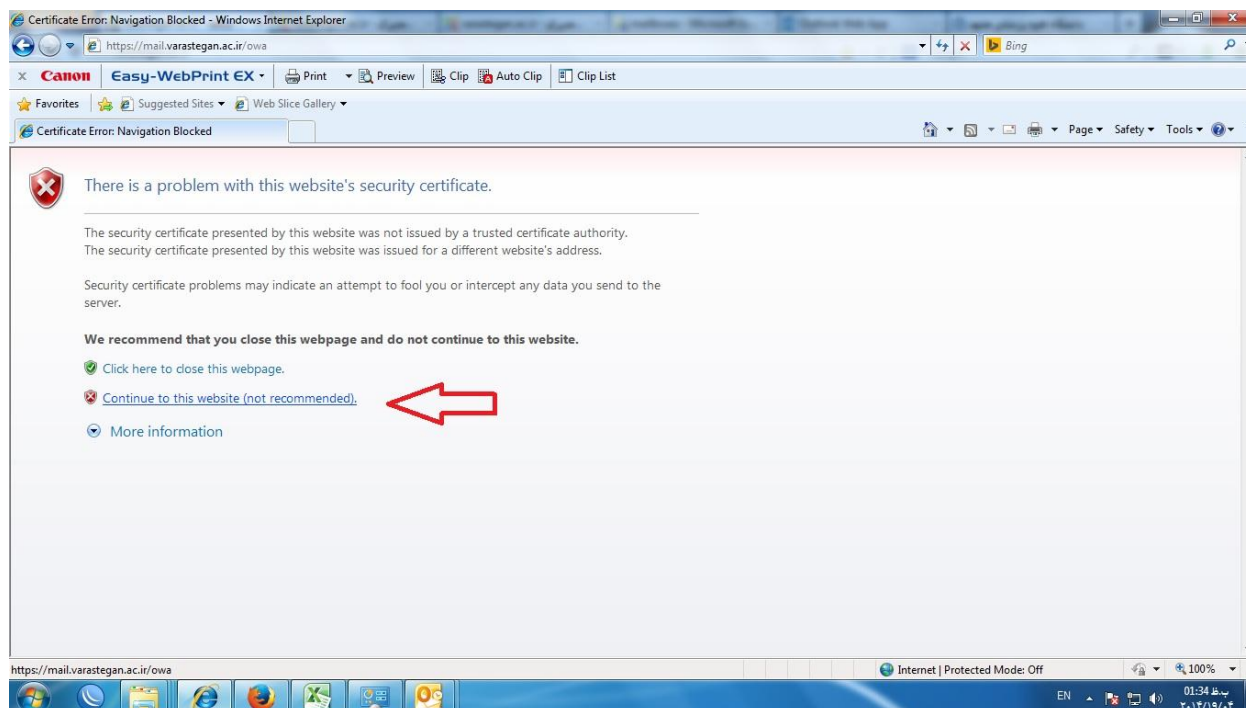 Certificate Error: Navigation Blocked - Windows Internet Explorer
https://mail.varastegan.ac.ir/owa
Bing
x Canon Easy-WebPrint EX Print Preview Clip Auto Clip Clip List
Favorites Suggested Sites Web Slice Gallery
Certificate Error: Navigation Blocked
Page Safety Tools
There is a problem with this website's security certificate.
The security certificate presented by this website was not issued by a trusted certificate authority.
The security certificate presented by this website was issued for a different website's address.
Security certificate problems may indicate an attempt to fool you or intercept any data you send to the
server.
We recommend that you close this webpage and do not continue to this website.
Click here to close this webpage.
Continue to this website (not recommended).
More information
https://mail.varastegan.ac.ir/owa
Internet | Protected Mode: Off
100%
EN
01:34 ب.ظ